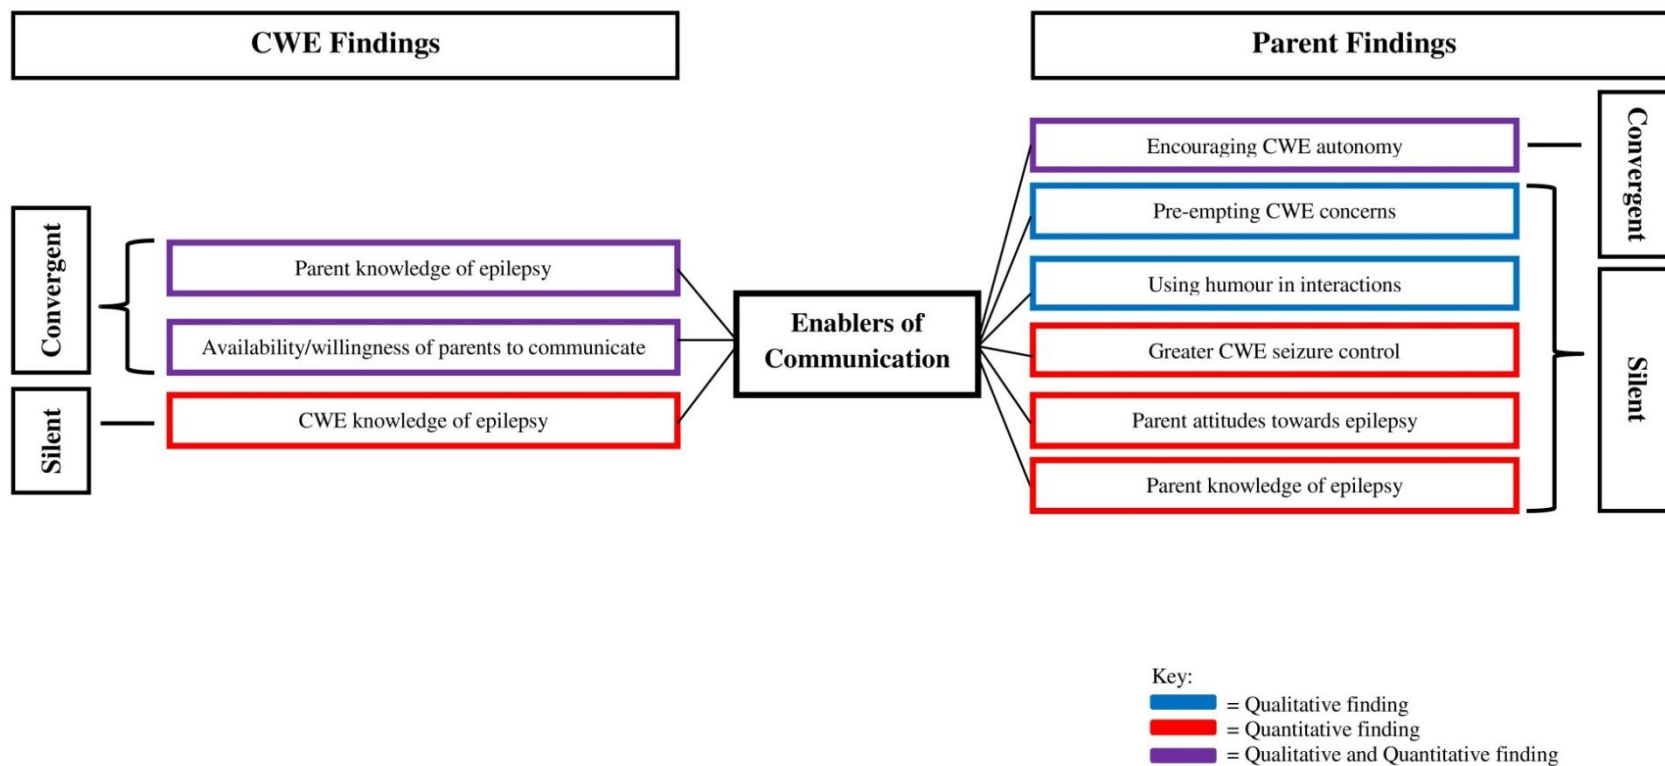 CWE Findings
Parent Findings
Convergent
Silent
Parent knowledge of epilepsy
Availability/willingness of parents to communicate
CWE knowledge of epilepsy
Enablers of
Communication
Encouraging CWE autonomy
Pre-empting CWE concerns
Using humour in interactions
Greater CWE seizure control
Parent attitudes towards epilepsy
Parent knowledge of epilepsy
Convergent
Silent
Key:
= Qualitative finding
= Quantitative finding
= Qualitative and Quantitative finding